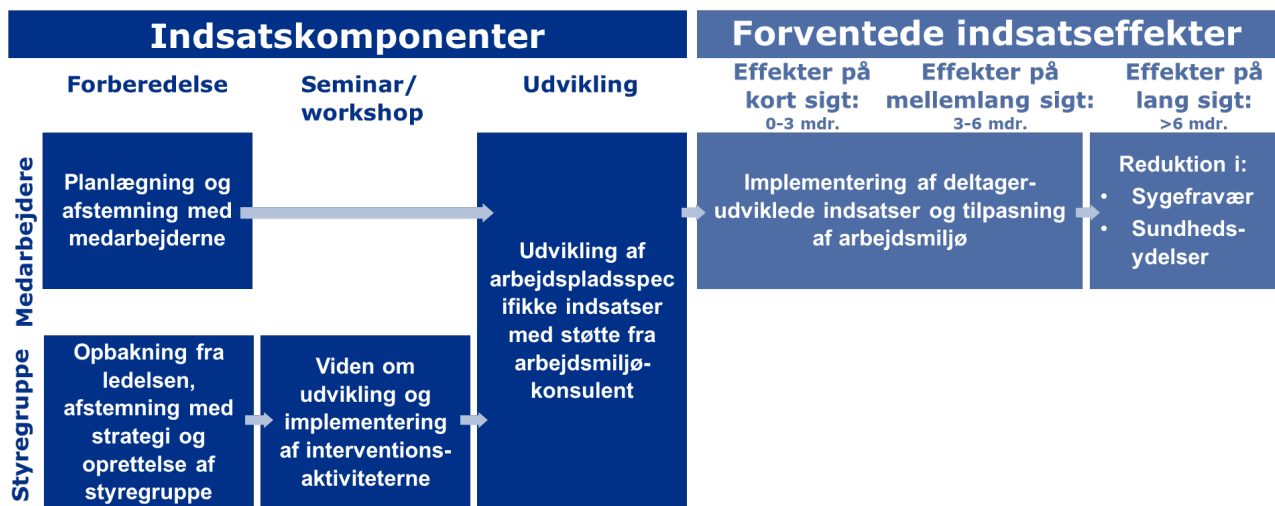 Indsatskomponenter
Forventede indsatseffekter
Forberedelse
Seminar/
workshop
Udvikling
Effekter på
kort sigt:
0-3 mdr.
Effekter på
mellemlang sigt:
3-6 mdr.
Effekter på
lang sigt:
>6 mdr.
Medarbejdere
Planlægning og
afstemning med
medarbejderne
Udvikling af
arbejdspladsspec
ifikke indsatser
med støtte fra
arbejdsmiljø-
konsulent
Implementering af deltager-
udviklede indsatser og tilpasning
af arbejdsmiljø
Reduktion i:
• Sygefravær
• Sundheds-
ydelser
Styregruppe
Opbakning fra
ledelsen,
afstemning med
strategi og
oprettelse af
styregruppe
Viden om
udvikling og
implementering
af interventions-
aktiviteterne